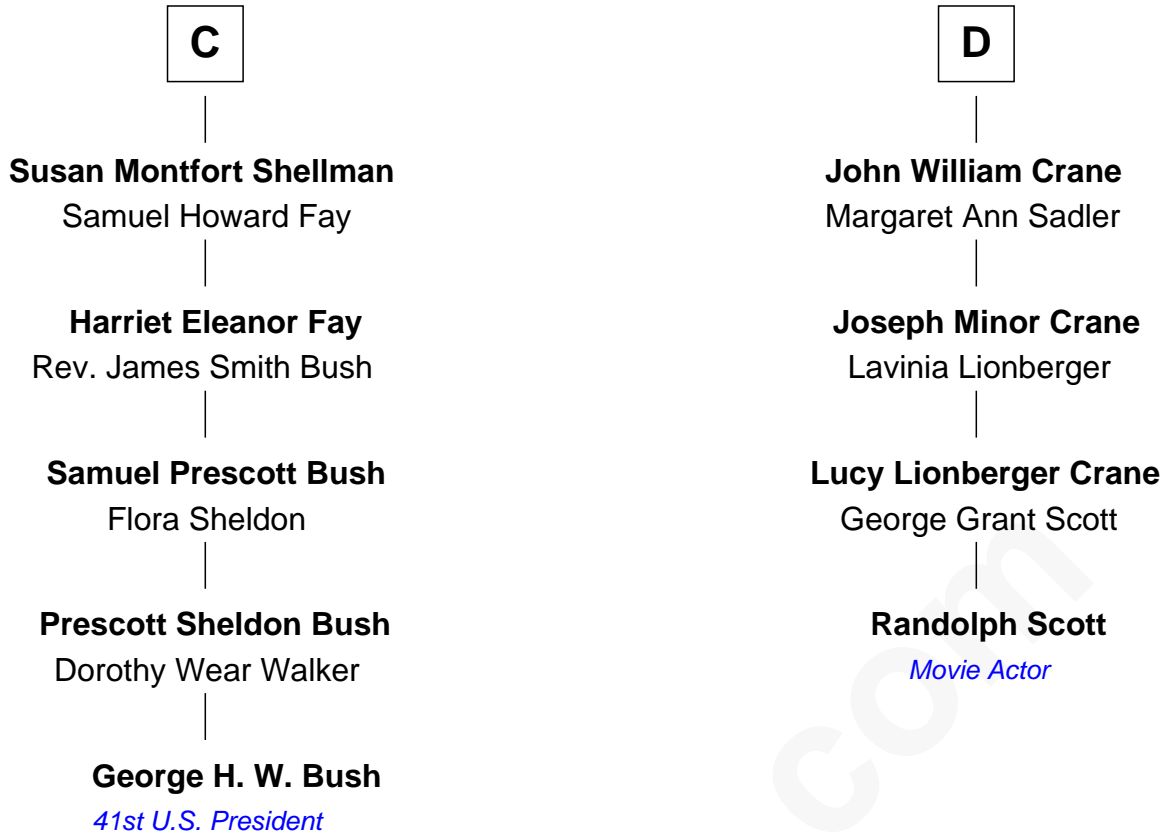 C
Susan Montfort Shellman
Samuel Howard Fay
Harriet Eleanor Fay
Rev. James Smith Bush
Samuel Prescott Bush
Flora Sheldon
Prescott Sheldon Bush
Dorothy Wear Walker
George H. W. Bush
41st U.S. President
D
John William Crane
Margaret Ann Sadler
Joseph Minor Crane
Lavinia Lionberger
Lucy Lionberger Crane
George Grant Scott
Randolph Scott
Movie Actor
com